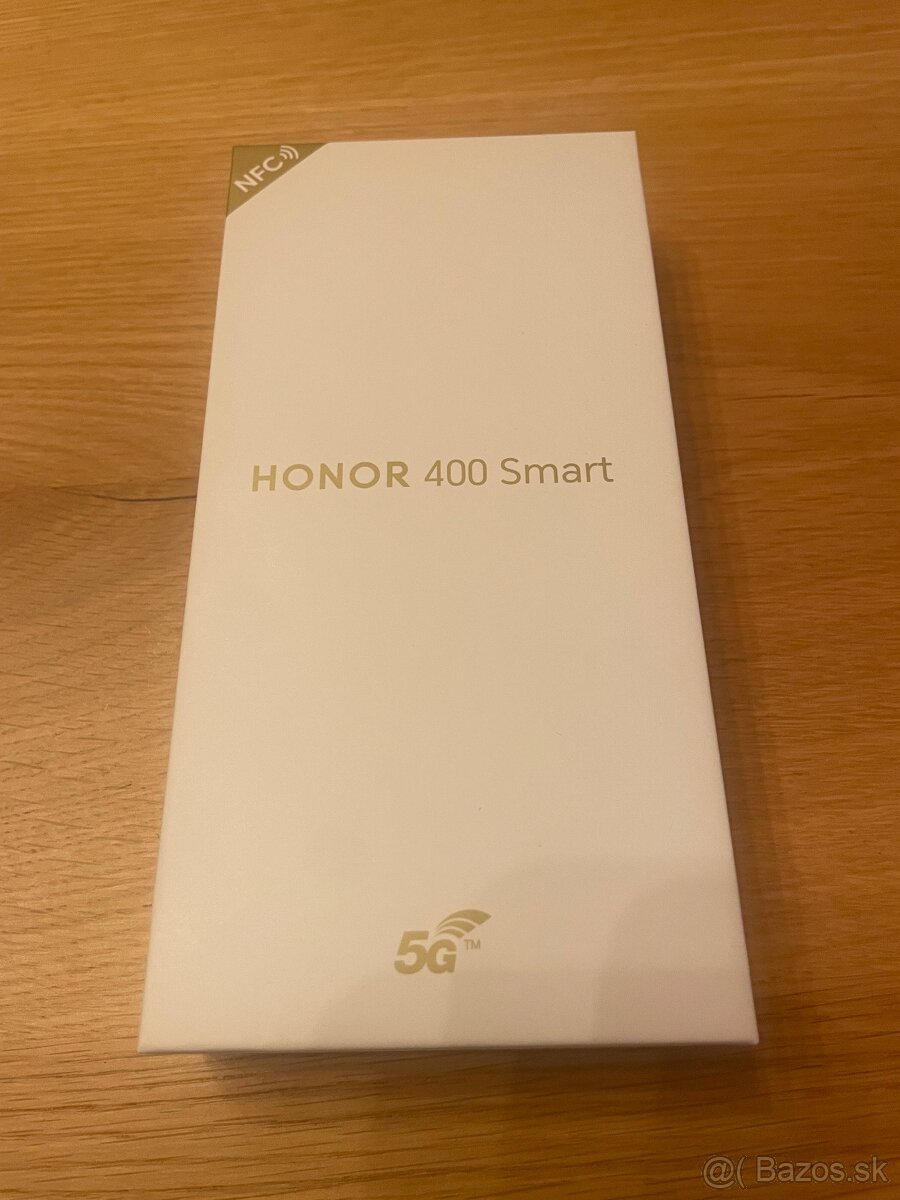 NFC
HONOR 400 Smart
5G™
@( Bazos.sk